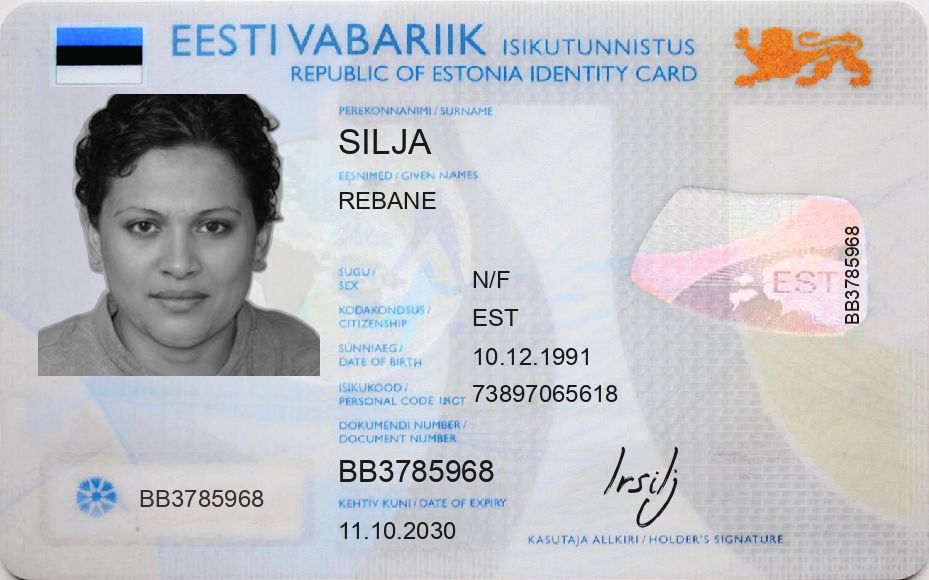 EESTI VABARIIK ISIKUTUNNISTUS
REPUBLIC OF ESTONIA IDENTITY CARD
PEREKONNANIMI / SURNAME
SILJA
EESNIMED / GIVEN NAMES
REBANE
SUGU /
SEX
N/F
KODAKONDSUS /
CITIZENSHIP
EST
SÜNNIAEG /
DATE OF BIRTH
10.12.1991
ISIKUKOOD /
PERSONAL CODE
73897065618
DOKUMENDI NUMBER /
DOCUMENT NUMBER
BB3785968
KEHTIV KUNI / DATE OF EXPIRY
11.10.2030
BB3785968
EST
BB3785968
KASUTAJA ALLKIRI / HOLDER'S SIGNATURE